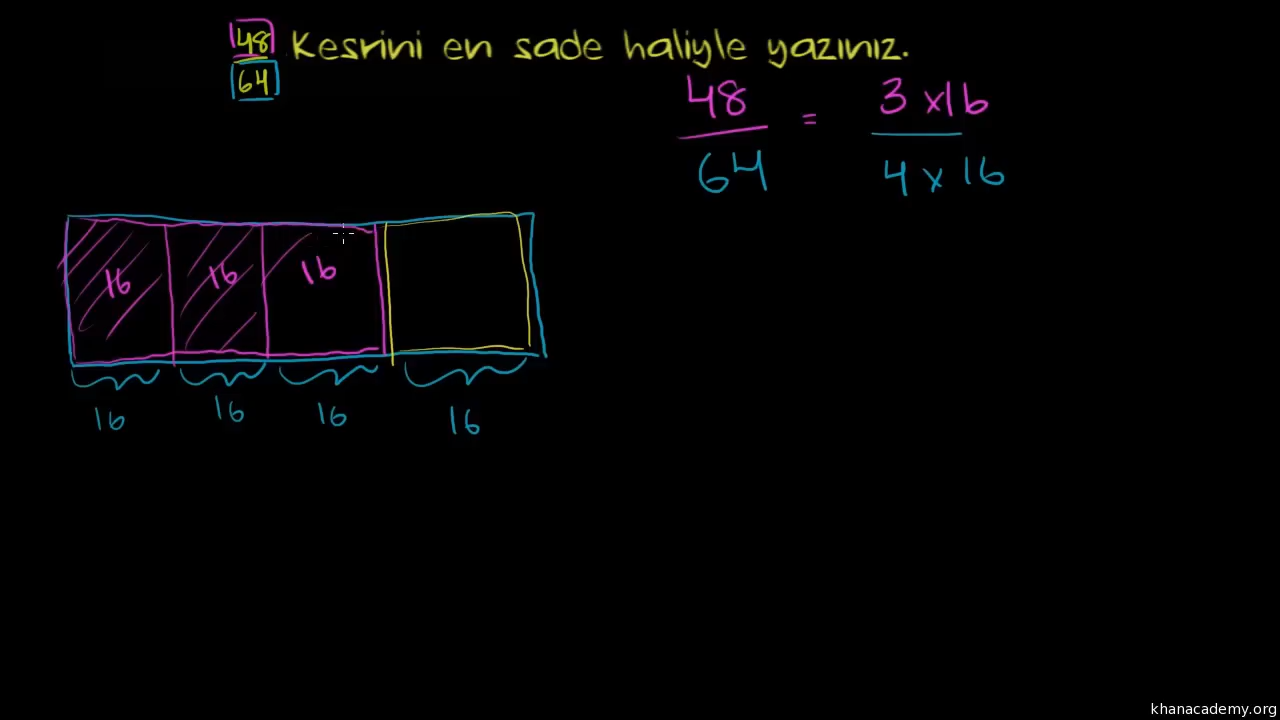 48/64 Kesrini en sade haliyle yazınız.
48/64 = 3 x16/4 x 16
16 16 16
16 16 16 16
khanacademy.org